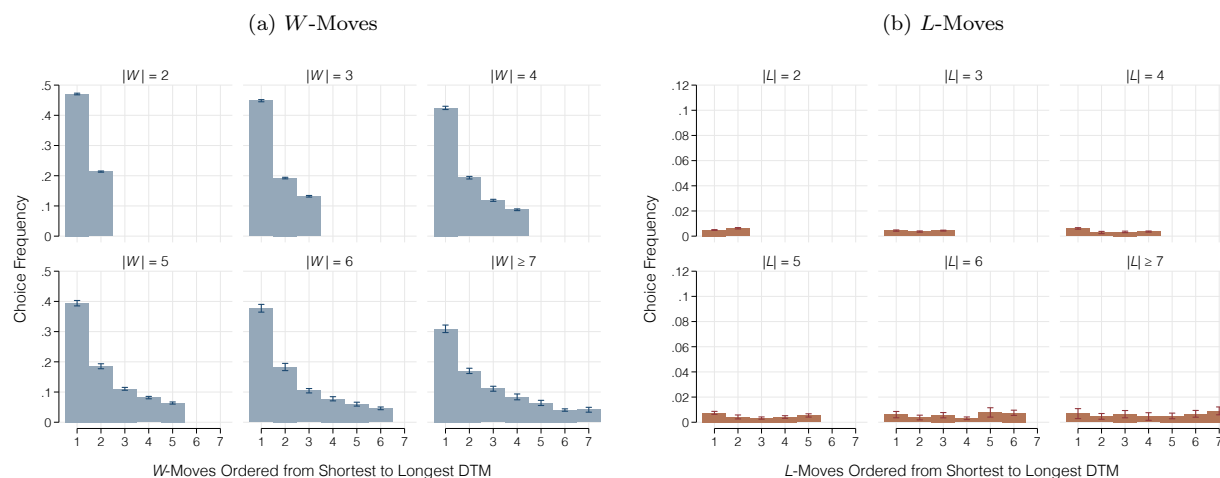 (a) W-Moves
|W| = 2 |W| = 3 |W| = 4
.5
.4
.3
.2
.1
0
|W| = 5 |W| = 6 |W| ≥ 7
.4
.3
.2
.1
0
1 2 3 4 5 6 7 1 2 3 4 5 6 7 1 2 3 4 5 6 7
Choice Frequency
W-Moves Ordered from Shortest to Longest DTM
(b) L-Moves
|L| = 2 |L| = 3 |L| = 4
.12
.1
.08
.06
.04
.02
0
|L| = 5 |L| = 6 |L| ≥ 7
.12
.1
.08
.06
.04
.02
0
1 2 3 4 5 6 7 1 2 3 4 5 6 7 1 2 3 4 5 6 7
Choice Frequency
L-Moves Ordered from Shortest to Longest DTM